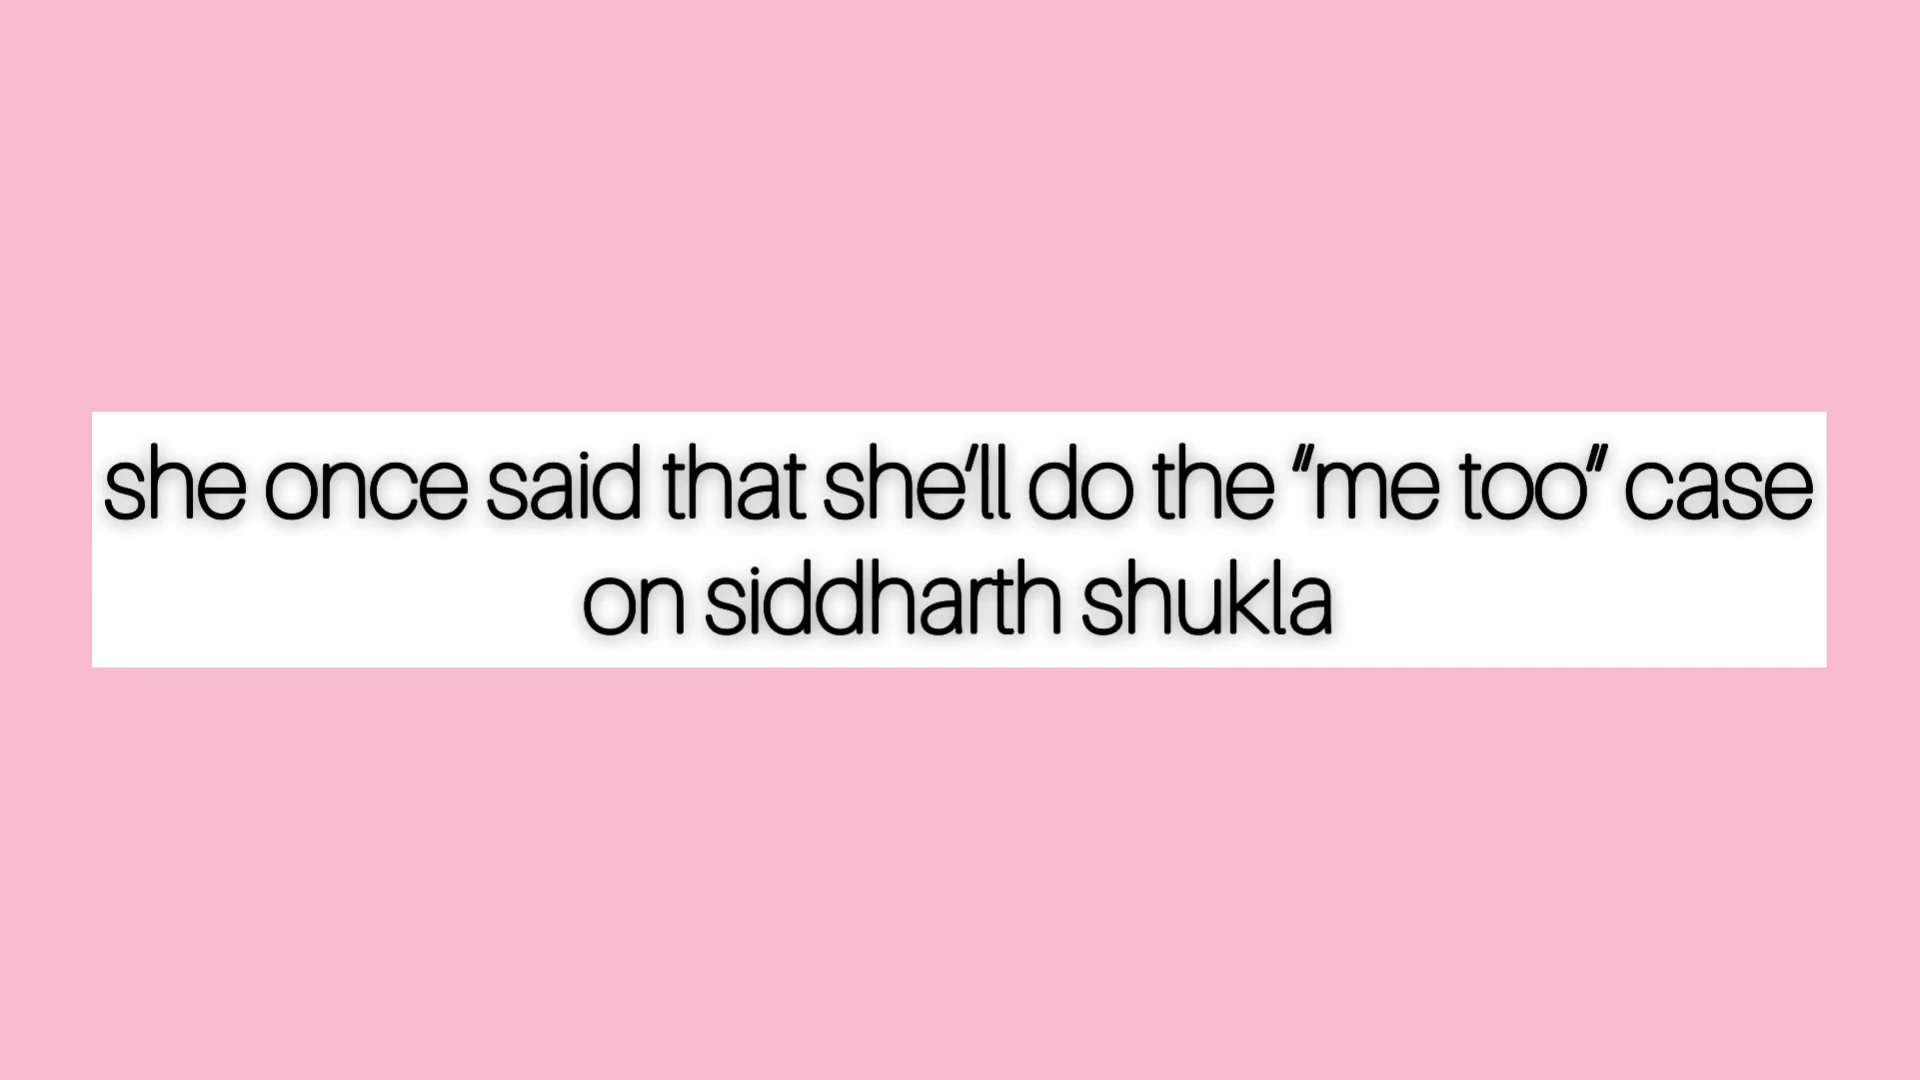 she once said that she’ll do the “me too” case
on siddharth shukla